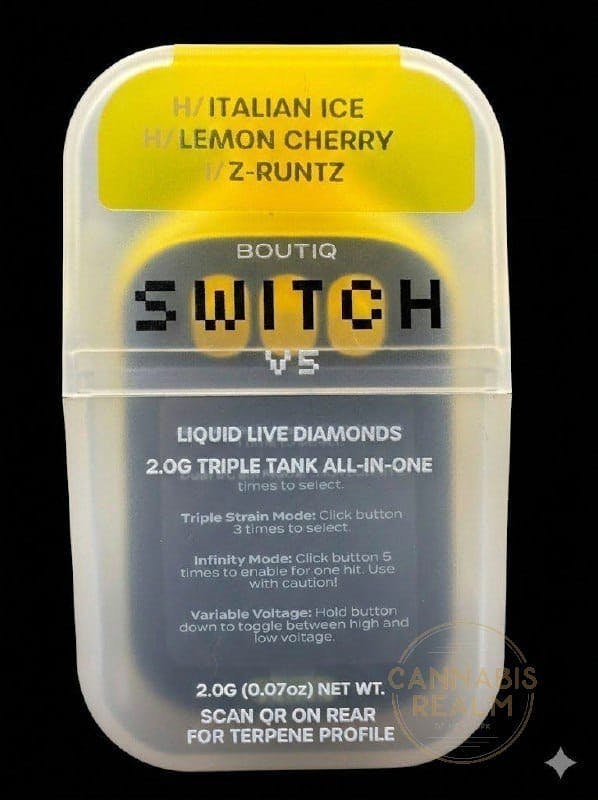 H/ITALIAN ICE
H/LEMON CHERRY
I/Z-RUNTZ
BOUTIQ
SWITCH
V5
LIQUID LIVE DIAMONDS
2.0G TRIPLE TANK ALL-IN-ONE
times to select.
Triple Strain Mode: Click button
3 times to select.
Infinity Mode: Click button 5
times to enable for one hit. Use
with caution!
Variable Voltage: Hold button
down to toggle between high and
low voltage.
2.0G (0.07oz) NET WT.
SCAN QR ON REAR
FOR TERPENE PROFILE
CANNABIS
REALM